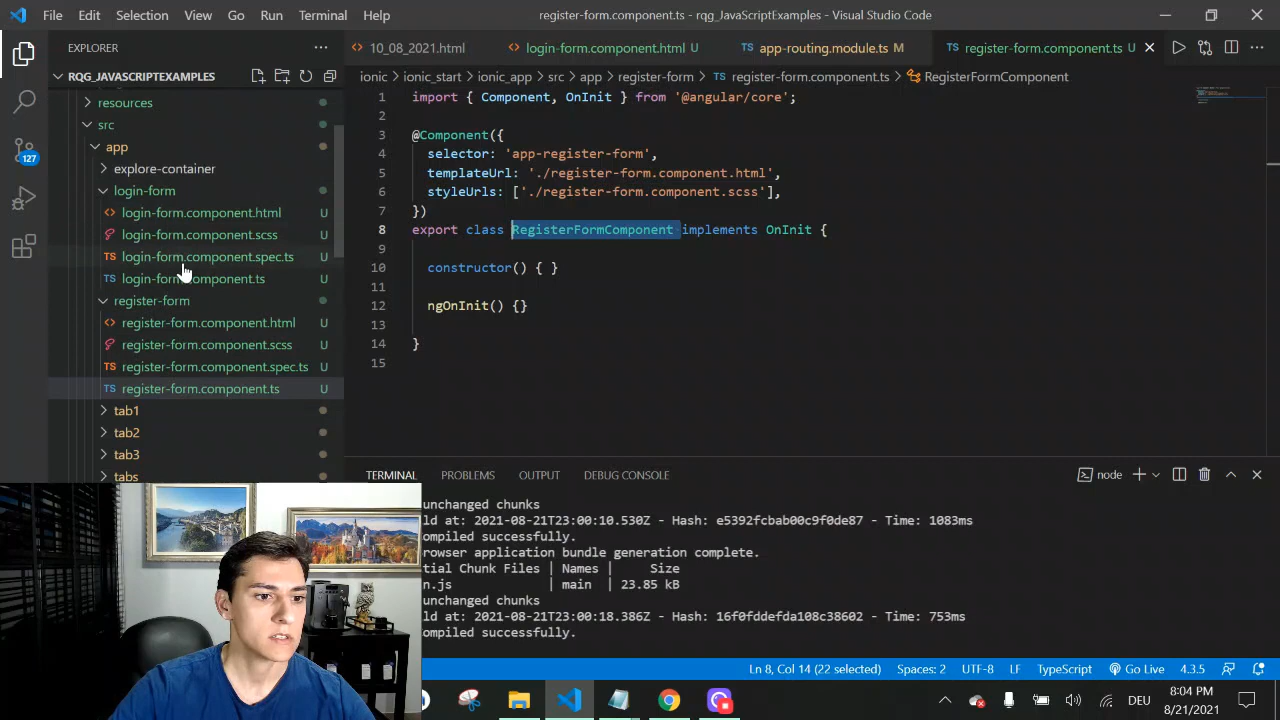 File Edit Selection View Go Run Terminal Help register-form.component.ts - rqg_JavaScriptExamples - Visual Studio Code
EXPLORER
10_08_2021.html login-form.component.html U app-routing.module.ts M register-form.component.ts U
RQG_JAVASCRIPTEXAMPLES
ionic > ionic_start > ionic_app > src > app > register-form > TS register-form.component.ts > RegisterFormComponent
resources
src
app
explore-container
login-form
login-form.component.html U
login-form.component.scss U
TS login-form.component.spec.ts U
TS login-form.component.ts U
register-form
register-form.component.html U
register-form.component.scss U
TS register-form.component.spec.ts U
TS register-form.component.ts U
tab1
tab2
tab3
tabs
127
1 import { Component, OnInit } from '@angular/core';
2
3 @Component({
4 selector: 'app-register-form',
5 templateUrl: './register-form.component.html',
6 styleUrls: ['./register-form.component.scss'],
7 })
8 export class RegisterFormComponent implements OnInit {
9
10 constructor() { }
11
12 ngOnInit() {}
13
14 }
15
TERMINAL PROBLEMS OUTPUT DEBUG CONSOLE node
unchanged chunks
ld at: 2021-08-21T23:00:10.530Z - Hash: e5392fcbab00c9f0de87 - Time: 1083ms
ompiled successfully.
rowser application bundle generation complete.
tial Chunk Files | Names | Size
n.js | main | 23.85 kB
unchanged chunks
ld at: 2021-08-21T23:00:18.386Z - Hash: 16f0fddefda108c38602 - Time: 753ms
ompiled successfully.
Ln 8, Col 14 (22 selected) Spaces: 2 UTF-8 LF TypeScript Go Live 4.3.5
DEU
8:04 PM
8/21/2021